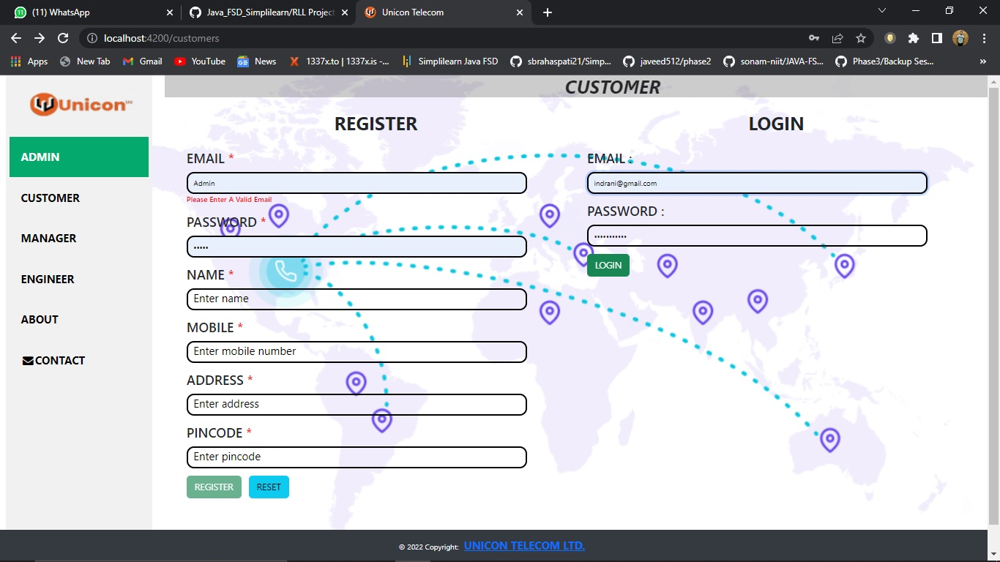 (11) WhatsApp
Java_FSD_Simplilearn/RLL Project
Unicon Telecom
localhost:4200/customers
Apps
New Tab
Gmail
YouTube
News
1337x.to | 1337x.is -...
Simplilearn Java FSD
sbrahaspati21/Simp...
javeed512/phase2
sonam-niit/JAVA-FS...
Phase3/Backup Ses...
»
Unicon
ADMIN
CUSTOMER
MANAGER
ENGINEER
ABOUT
CONTACT
CUSTOMER
REGISTER
EMAIL *
Admin
Please Enter A Valid Email
PASSWORD *
•••••
NAME *
Enter name
MOBILE *
Enter mobile number
ADDRESS *
Enter address
PINCODE *
Enter pincode
REGISTER
RESET
LOGIN
EMAIL :
indrani@gmail.com
PASSWORD :
•••••••••••
LOGIN
© 2022 Copyright: UNICON TELECOM LTD.